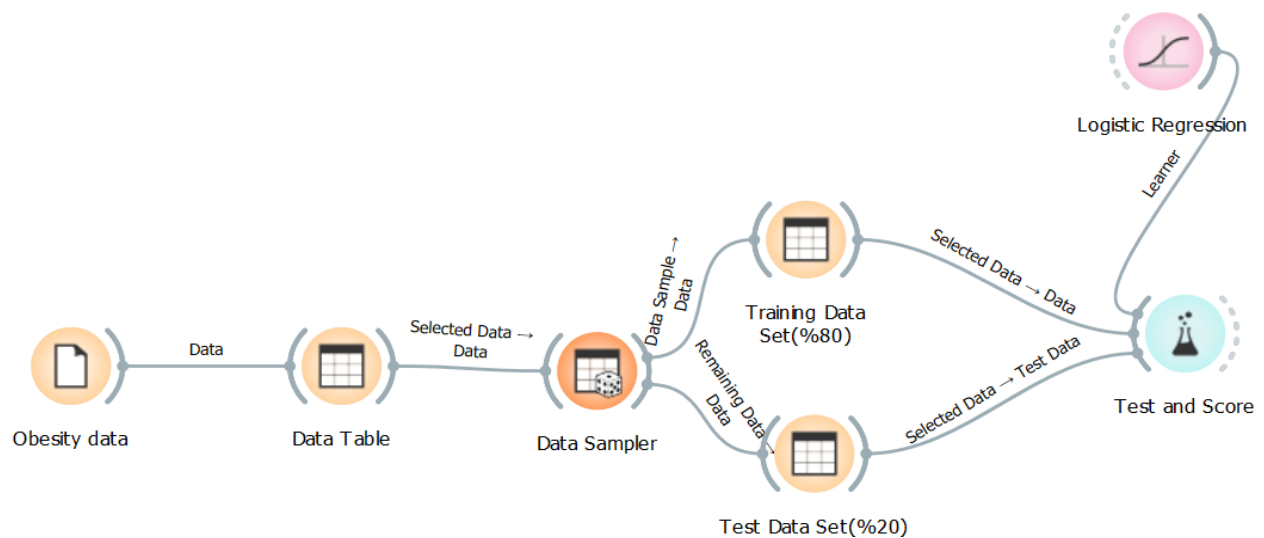 Obesity data
Data
Data Table
Selected Data →
Data
Data Sampler
Data Sample →
Data
Remaining Data →
Data
Training Data
Set(%80)
Test Data Set(%20)
Selected Data → Data
Selected Data → Test Data
Logistic Regression
Learner
Test and Score